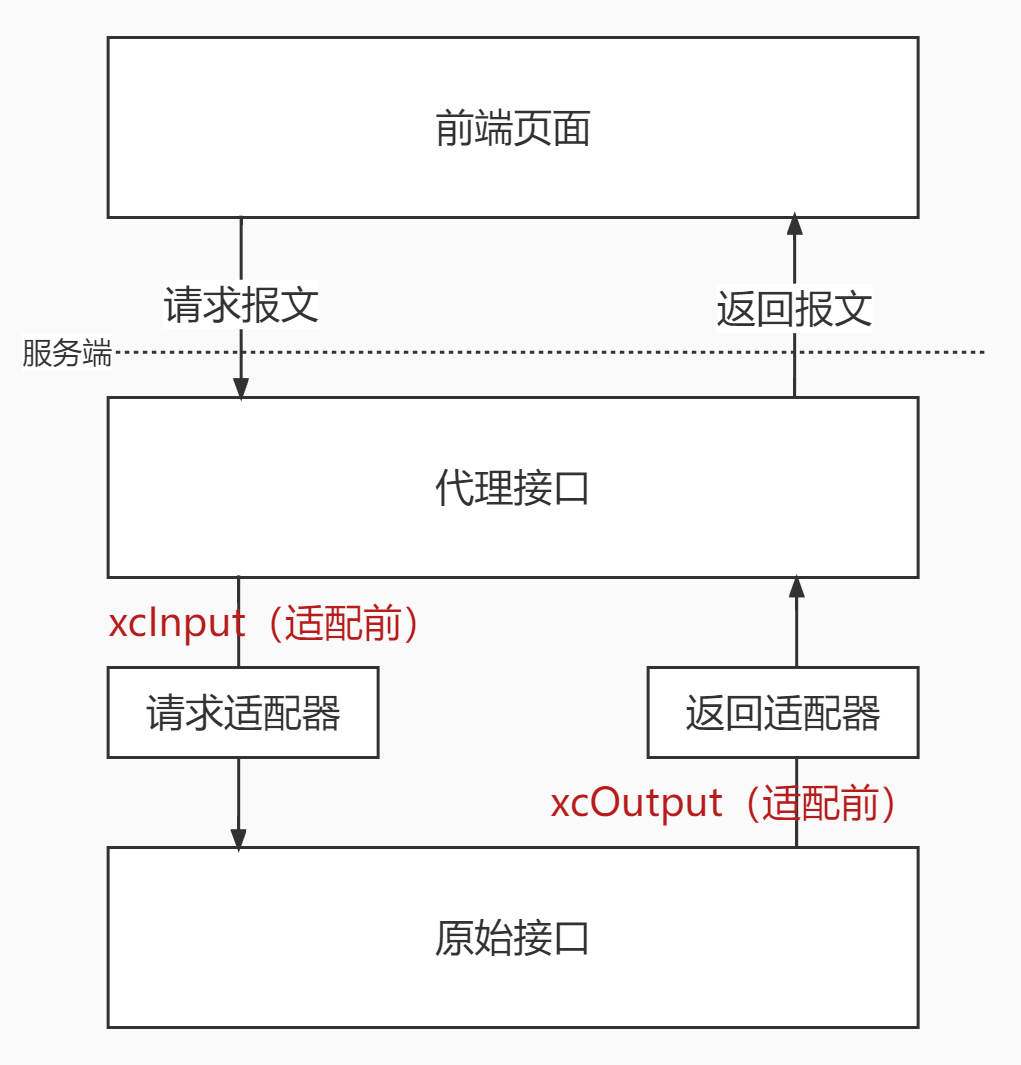 前端页面
请求报文
返回报文
服务端
代理接口
xcInput（适配前）
请求适配器
返回适配器
xcOutput（适配前）
原始接口